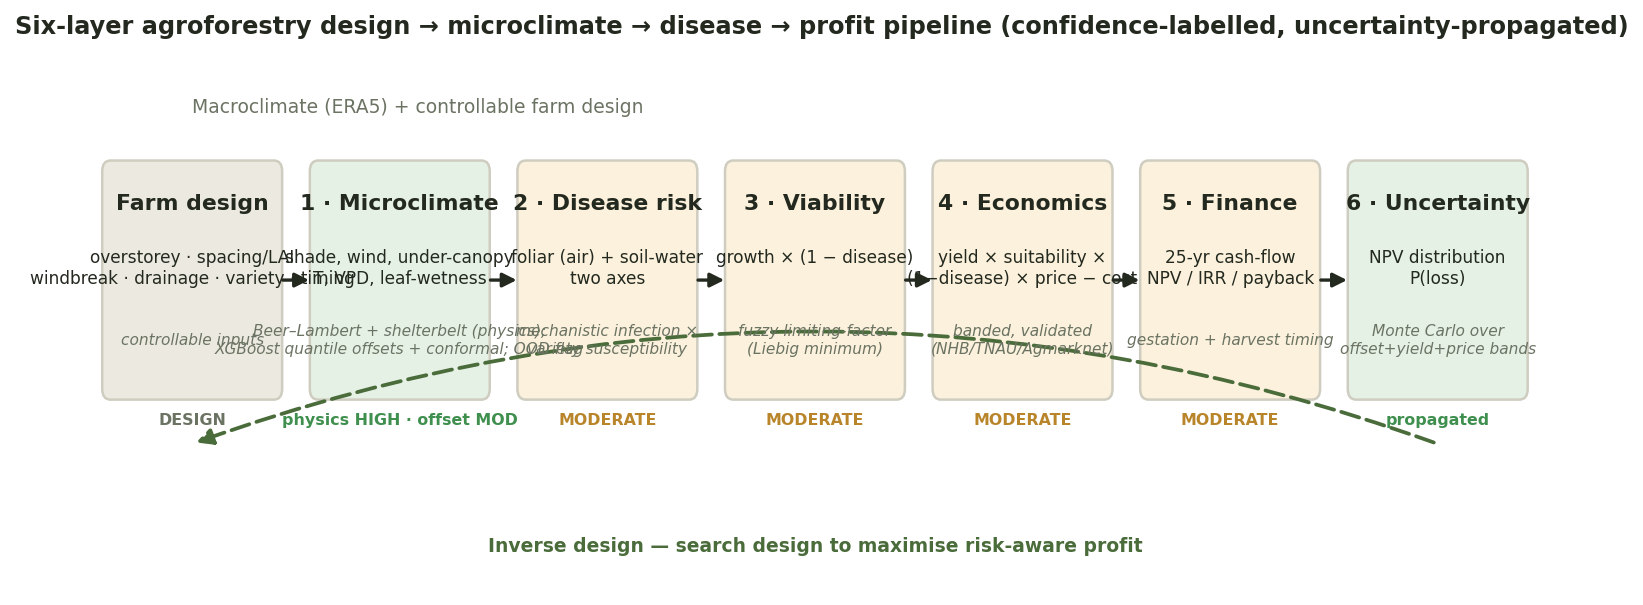 Six-layer agroforestry design → microclimate → disease → profit pipeline (confidence-labelled, uncertainty-propagated)
Macroclimate (ERA5) + controllable farm design
Farm design
overstorey · spacing/LAI
windbreak · drainage · variety · timing
controllable inputs
DESIGN
1 · Microclimate
shade, wind, under-canopy
T, VPD, leaf-wetness
Beer–Lambert + shelterbelt (physics);
XGBoost quantile offsets + conformal; OOD flag
physics HIGH · offset MOD
2 · Disease risk
foliar (air) + soil-water
two axes
mechanistic infection ×
variety susceptibility
MODERATE
3 · Viability
growth × (1 − disease)
fuzzy limiting-factor
(Liebig minimum)
MODERATE
4 · Economics
yield × suitability ×
(1−disease) × price − cost
banded, validated
(NHB/TNAU/Agmarknet)
MODERATE
5 · Finance
25-yr cash-flow
NPV / IRR / payback
gestation + harvest timing
MODERATE
6 · Uncertainty
NPV distribution
P(loss)
Monte Carlo over
offset+yield+price bands
propagated
Inverse design — search design to maximise risk-aware profit